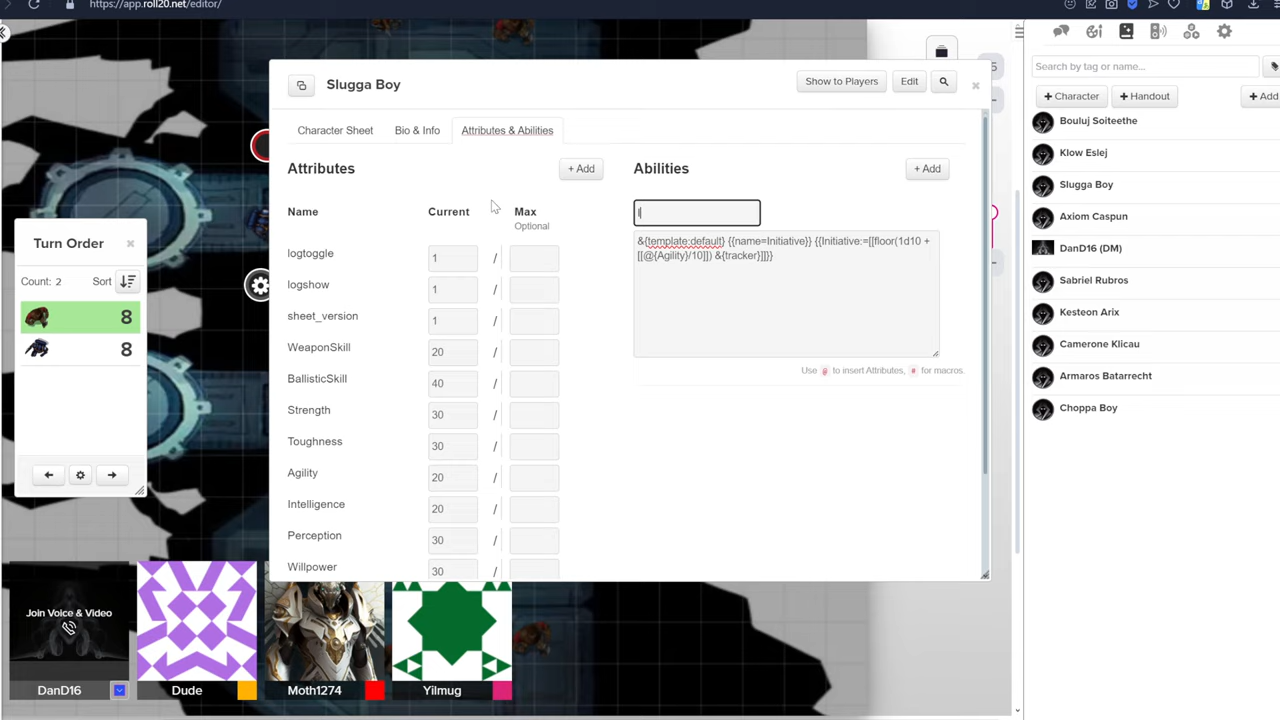 https://app.roll20.net/editor/
Slugga Boy
Show to Players
Edit
Character Sheet
Bio & Info
Attributes & Abilities
Attributes
+ Add
Abilities
+ Add
Name
Current
Max
Optional
logtoggle
1
/
logshow
1
/
sheet_version
1
/
WeaponSkill
20
/
BallisticSkill
40
/
Strength
30
/
Toughness
30
/
Agility
20
/
Intelligence
20
/
Perception
30
/
Willpower
30
/
I
&{template:default} {{name=Initiative}} {{Initiative:=[[floor(1d10 +
[[@{Agility}/10]]) &{tracker}]]}}
Use @ to insert Attributes, # for macros.
Turn Order
Count: 2
Sort
8
8
Join Voice & Video
DanD16
Dude
Moth1274
Yilmug
Search by tag or name...
+ Character
+ Handout
+ Add
Bouluj Soiteethe
Klow Eslej
Slugga Boy
Axiom Caspun
DanD16 (DM)
Sabriel Rubros
Kesteon Arix
Camerone Klicau
Armaros Batarrecht
Choppa Boy